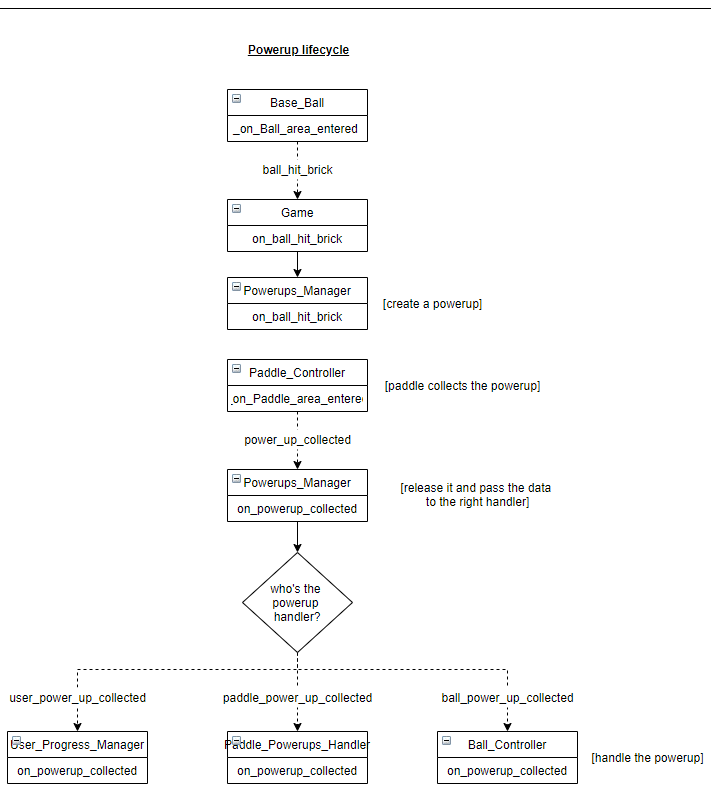 Powerup lifecycle
Base_Ball
_on_Ball_area_entered
ball_hit_brick
Game
on_ball_hit_brick
Powerups_Manager
[create a powerup]
on_ball_hit_brick
Paddle_Controller
[paddle collects the powerup]
_on_Paddle_area_entere
power_up_collected
Powerups_Manager
[release it and pass the data
to the right handler]
on_powerup_collected
who's the
powerup
handler?
user_power_up_collected
paddle_power_up_collected
ball_power_up_collected
User_Progress_Manager
Paddle_Powerups_Handler
Ball_Controller
[handle the powerup]
on_powerup_collected
on_powerup_collected
on_powerup_collected